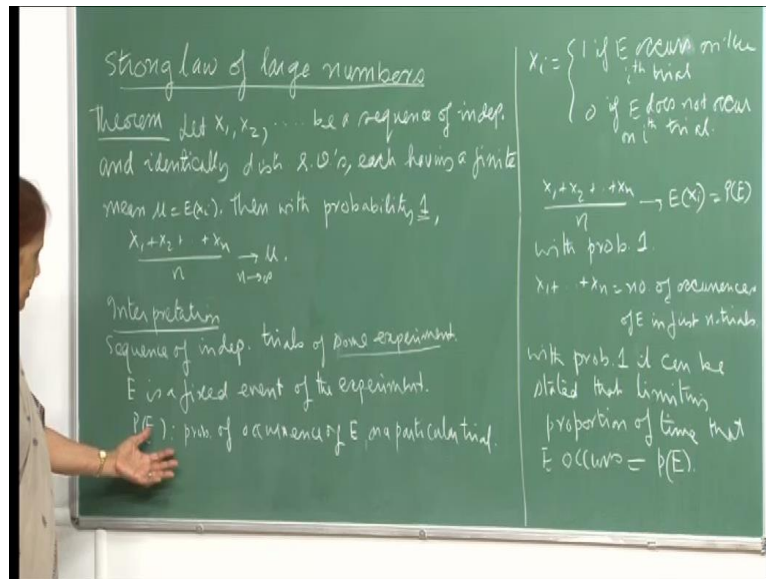 Strong law of large numbers
Theorem Let X₁, X₂, .... be a sequence of indep.
and identically distr r.v's, each having a finite
mean μ = E(Xi). Then with probability 1,
X₁+X₂+ .. +Xn
n
→ μ.
n→∞
Interpretation
Sequence of indep. trials of some experiment.
E is a fixed event of the experiment.
P(E): prob. of occurrence of E, on a particular trial.
Xi = { 1 if E occurs on the
ith trial
0 if E does not occur
on ith trial.
X₁+X₂+ .. +Xn
n
→ E(Xi) = P(E)
with prob. 1.
X₁+ .. +Xn = no. of occurrences
of E in first n trials.
with prob. 1 it can be
stated that limiting
proportion of time that
E occurs = P(E).